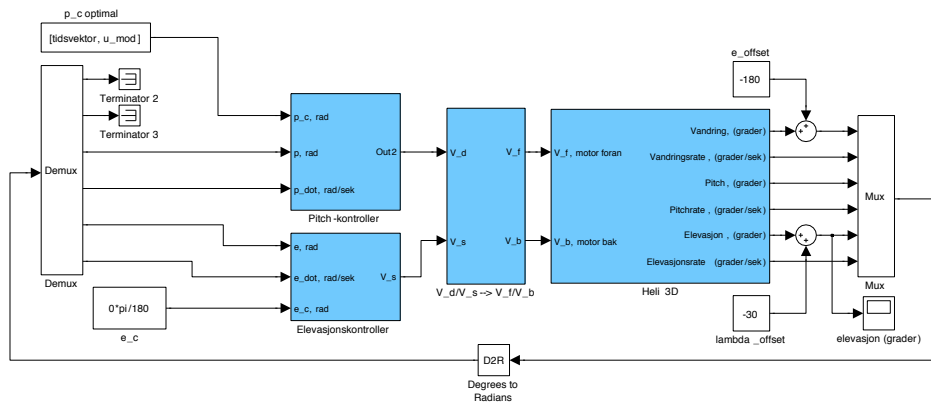 p_c optimal
[tidsvektor, u_mod]
Terminator 2
Terminator 3
Demux
Demux
p_c, rad
p, rad
p_dot, rad/sek
Out2
Pitch -kontroller
e, rad
e_dot, rad/sek
e_c, rad
V_s
Elevasjonskontroller
0*pi/180
e_c
V_d
V_s
V_f
V_b
V_d/V_s --> V_f/V_b
V_f, motor foran
V_b, motor bak
Vandring, (grader)
Vandringsrate , (grader/sek)
Pitch , (grader)
Pitchrate , (grader/sek)
Elevasjon , (grader)
Elevasjonsrate (grader/sek)
Heli 3D
e_offset
-180
-30
lambda _offset
Mux
Mux
elevasjon (grader)
D2R
Degrees to
Radians